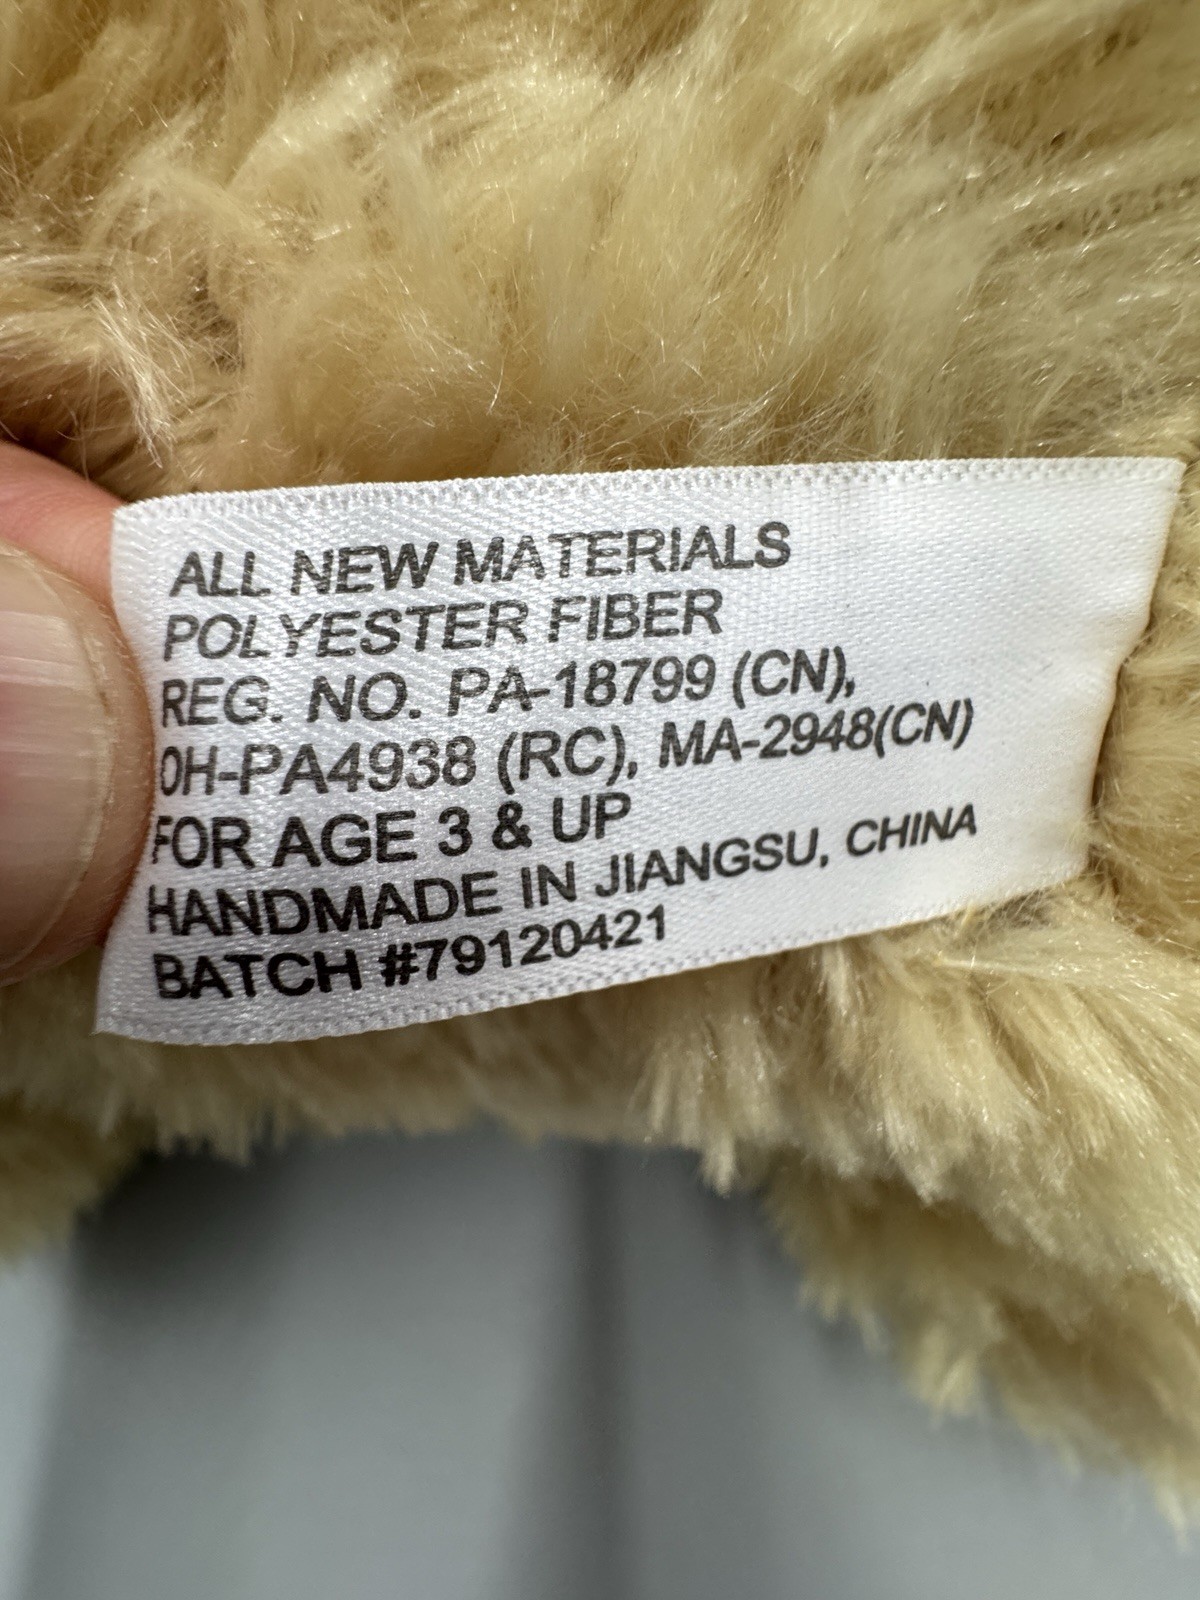 ALL NEW MATERIALS
POLYESTER FIBER
REG. NO. PA-18799 (CN),
OH-PA4938 (RC), MA-2948(CN)
FOR AGE 3 & UP
HANDMADE IN JIANGSU, CHINA
BATCH #79120421